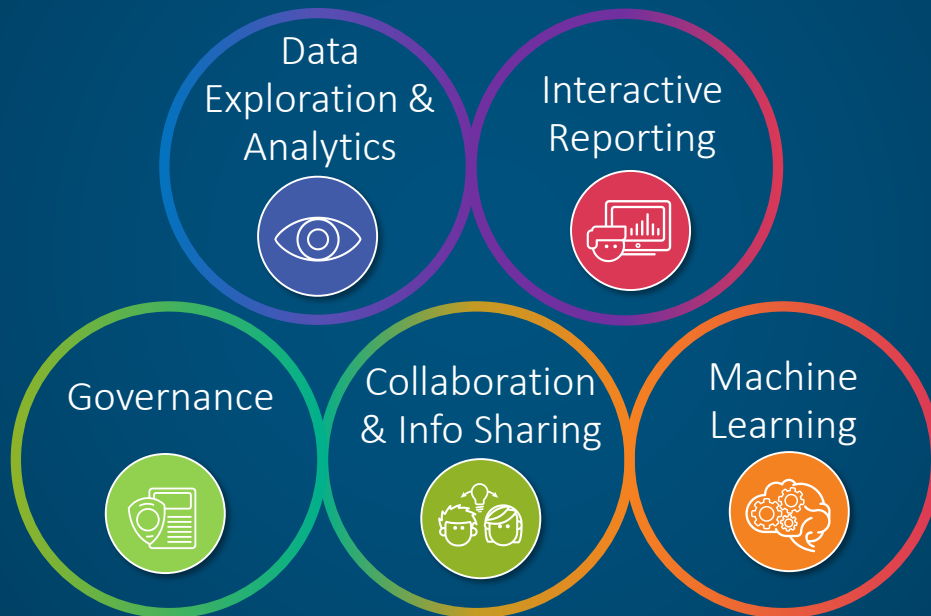 Data
Exploration &
Analytics
Interactive
Reporting
Governance
Collaboration
& Info Sharing
Machine
Learning